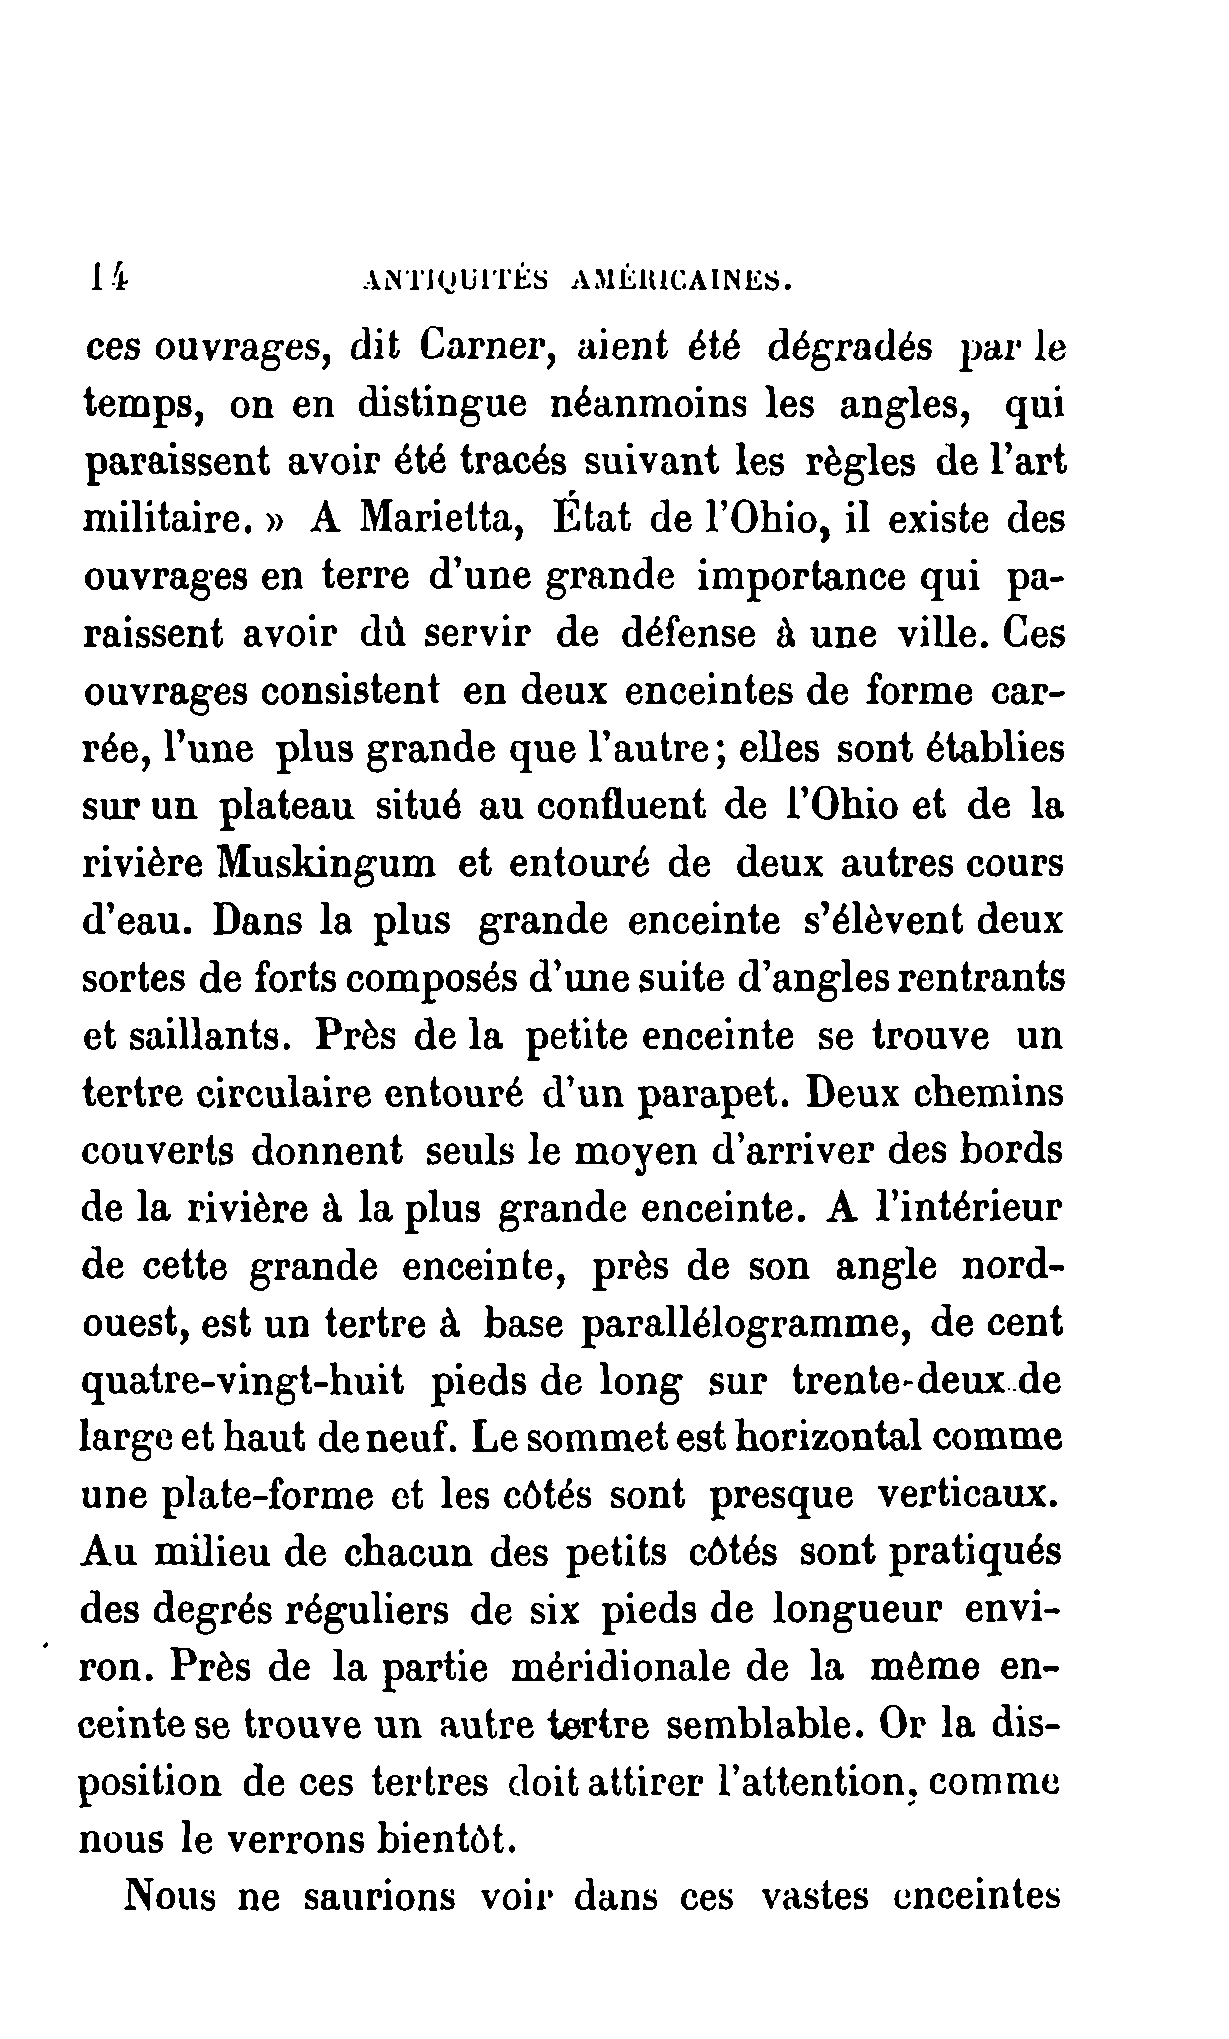 14 ANTIQUITÉS AMÉRICAINES.
ces ouvrages, dit Carner, aient été dégradés par le
temps, on en distingue néanmoins les angles, qui
paraissent avoir été tracés suivant les règles de l'art
militaire. » A Marietta, État de l'Ohio, il existe des
ouvrages en terre d'une grande importance qui pa-
raissent avoir dû servir de défense à une ville. Ces
ouvrages consistent en deux enceintes de forme car-
rée, l'une plus grande que l'autre; elles sont établies
sur un plateau situé au confluent de l'Ohio et de la
rivière Muskingum et entouré de deux autres cours
d'eau. Dans la plus grande enceinte s'élèvent deux
sortes de forts composés d'une suite d'angles rentrants
et saillants. Près de la petite enceinte se trouve un
tertre circulaire entouré d'un parapet. Deux chemins
couverts donnent seuls le moyen d'arriver des bords
de la rivière à la plus grande enceinte. A l'intérieur
de cette grande enceinte, près de son angle nord-
ouest, est un tertre à base parallélogramme, de cent
quatre-vingt-huit pieds de long sur trente-deux de
large et haut de neuf. Le sommet est horizontal comme
une plate-forme et les côtés sont presque verticaux.
Au milieu de chacun des petits côtés sont pratiqués
des degrés réguliers de six pieds de longueur envi-
ron. Près de la partie méridionale de la même en-
ceinte se trouve un autre tertre semblable. Or la dis-
position de ces tertres doit attirer l'attention, comme
nous le verrons bientôt.
Nous ne saurions voir dans ces vastes enceintes